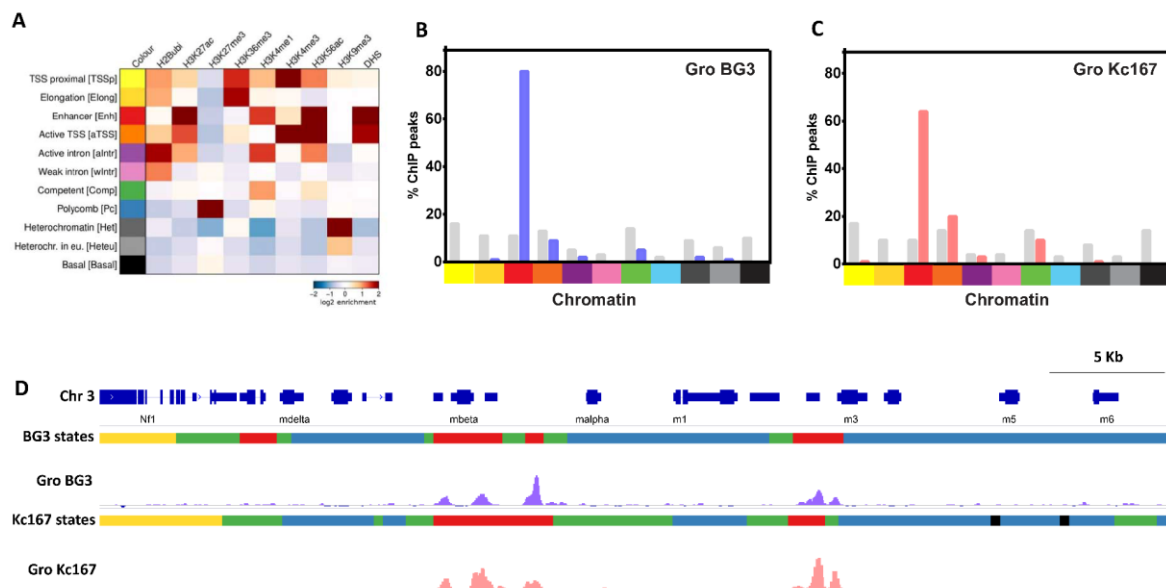 A
Colour
H2Bubi
H3K27ac
H3K27me3
H3K36me3
H3K4me1
H3K4me3
H3K56ac
H3K9me3
DHS
TSS proximal [TSSp]
Elongation [Elong]
Enhancer [Enh]
Active TSS [aTSS]
Active intron [aIntr]
Weak intron [wIntr]
Competent [Comp]
Polycomb [Pc]
Heterochromatin [Het]
Heterochr. in eu. [Heteu]
Basal [Basal]
-2 -1 0 1 2
log2 enrichment
B
Gro BG3
% ChIP peaks
80
60
40
20
0
Chromatin
C
Gro Kc167
% ChIP peaks
80
60
40
20
0
Chromatin
5 Kb
D
Chr 3
Nf1 mdelta mbeta malpha m1 m3 m5 m6
BG3 states
Gro BG3
Kc167 states
Gro Kc167